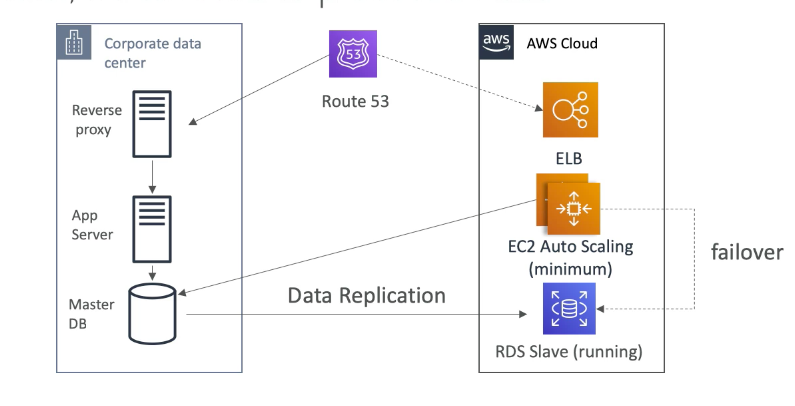 Corporate data
center
53
Route 53
aws
AWS Cloud
Reverse
proxy
ELB
App
Server
EC2 Auto Scaling
(minimum)
failover
Master
DB
Data Replication
RDS Slave (running)